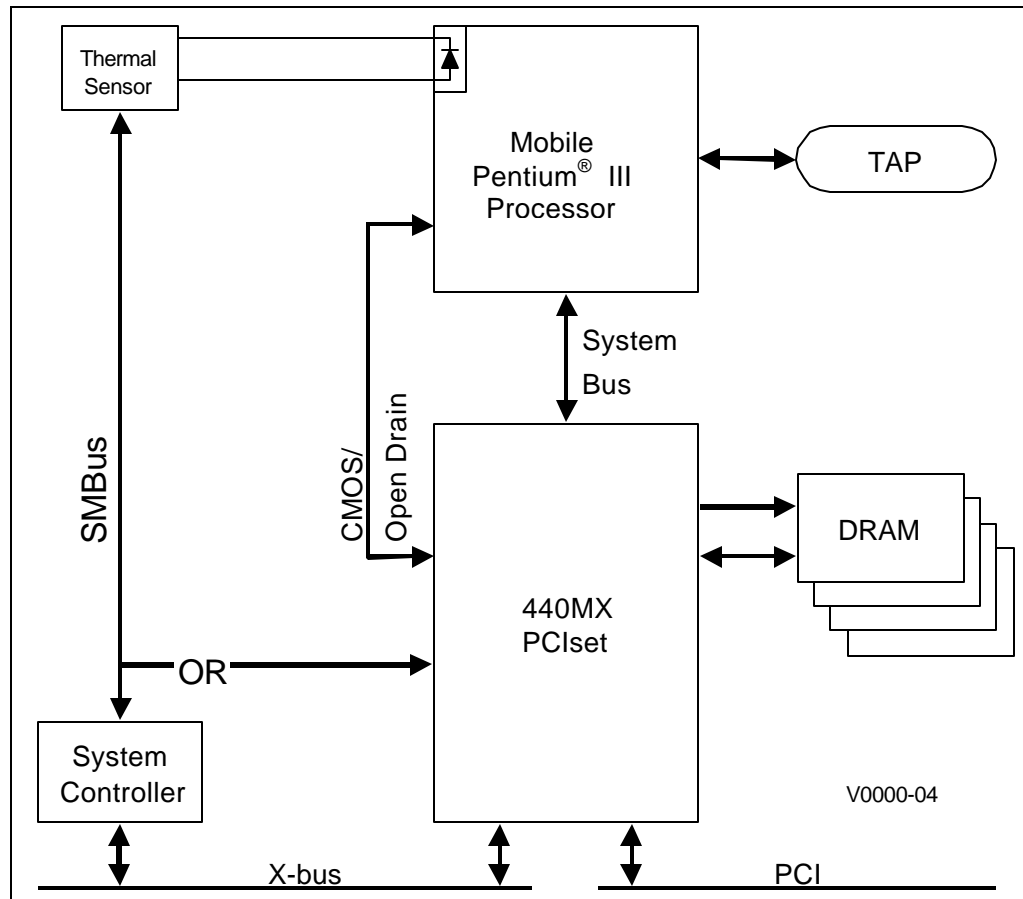 Thermal
Sensor
Mobile
Pentium® III
Processor
TAP
System
Bus
SMBus
CMOS/
Open Drain
DRAM
440MX
PCIset
OR
System
Controller
V0000-04
X-bus
PCI